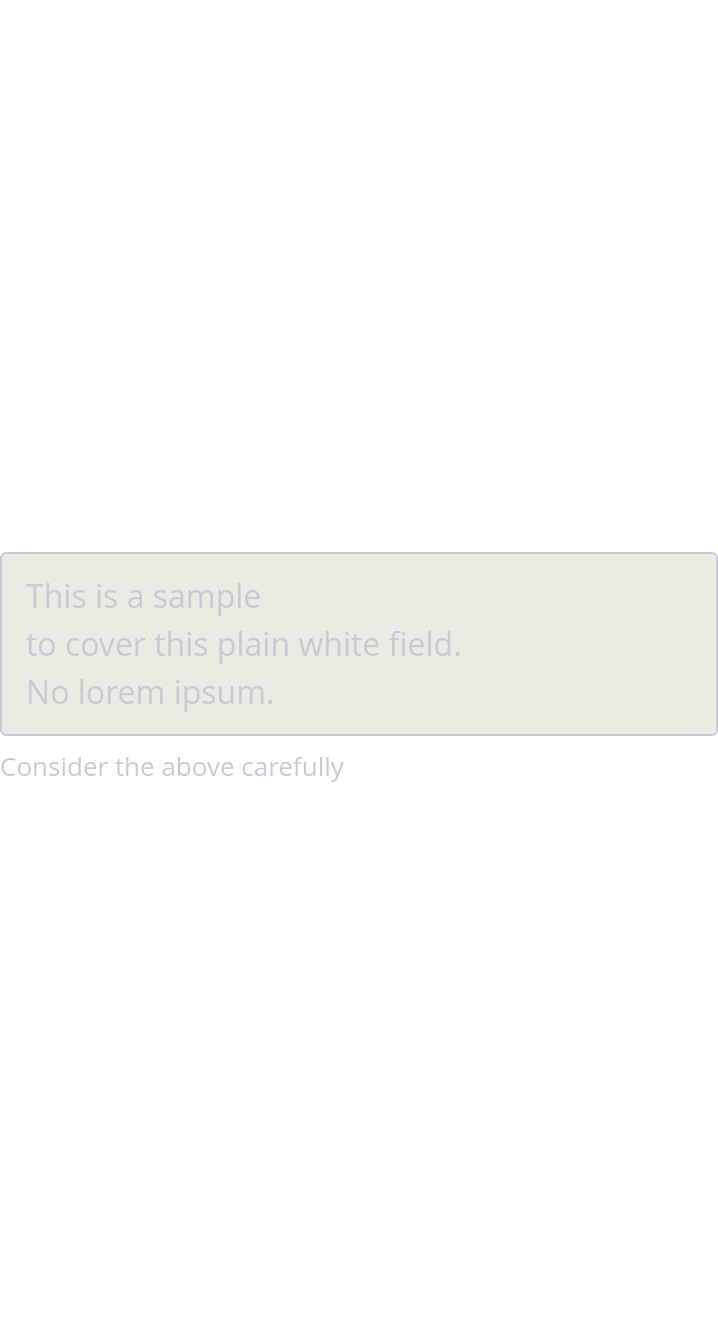 This is a sample
to cover this plain white field.
No lorem ipsum.
Consider the above carefully